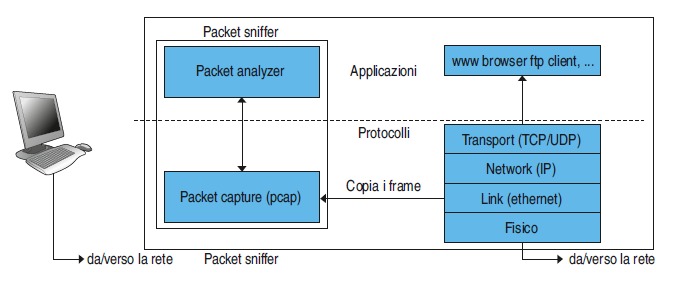 Packet sniffer
Packet analyzer
Applicazioni
www browser ftp client, ...
Protocolli
Transport (TCP/UDP)
Network (IP)
Packet capture (pcap)
Copia i frame
Link (ethernet)
Fisico
da/verso la rete
Packet sniffer
da/verso la rete